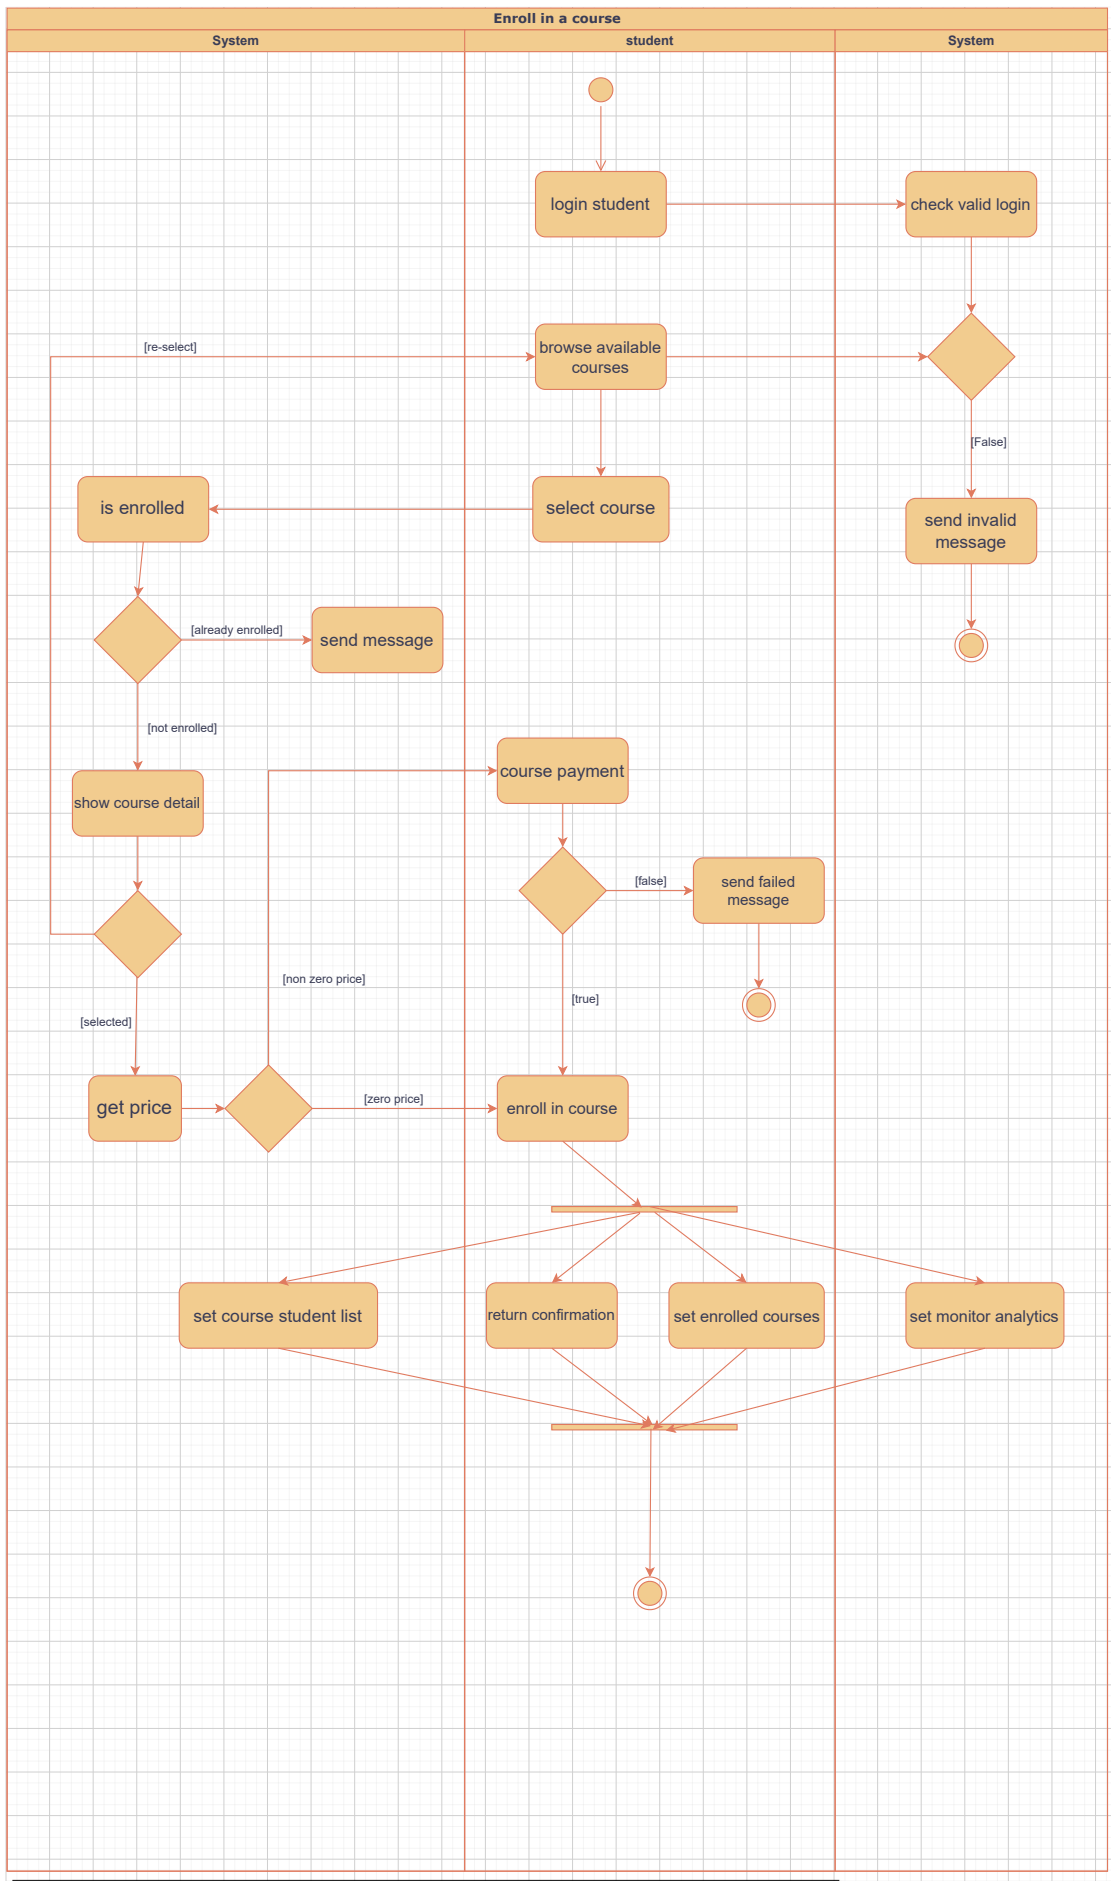 Enroll in a course
System
student
System
login student
check valid login
[re-select]
browse available
courses
[False]
is enrolled
select course
send invalid
message
[already enrolled]
send message
[not enrolled]
course payment
show course detail
[false]
send failed
message
[non zero price]
[true]
[selected]
get price
[zero price]
enroll in course
set course student list
return confirmation
set enrolled courses
set monitor analytics